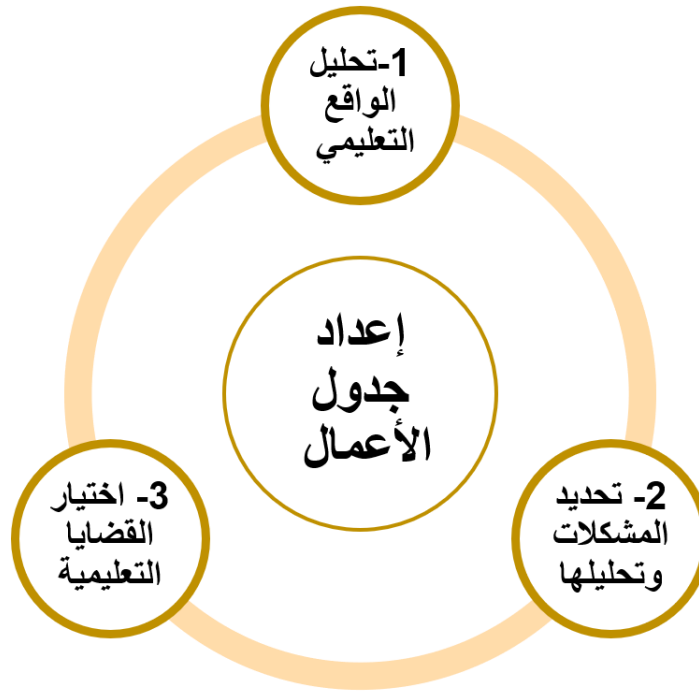 1-تحليل
الواقع
التعليمي
إعداد
جدول
الأعمال
2- تحديد
المشكلات
وتحليلها
3- اختيار
القضايا
التعليمية